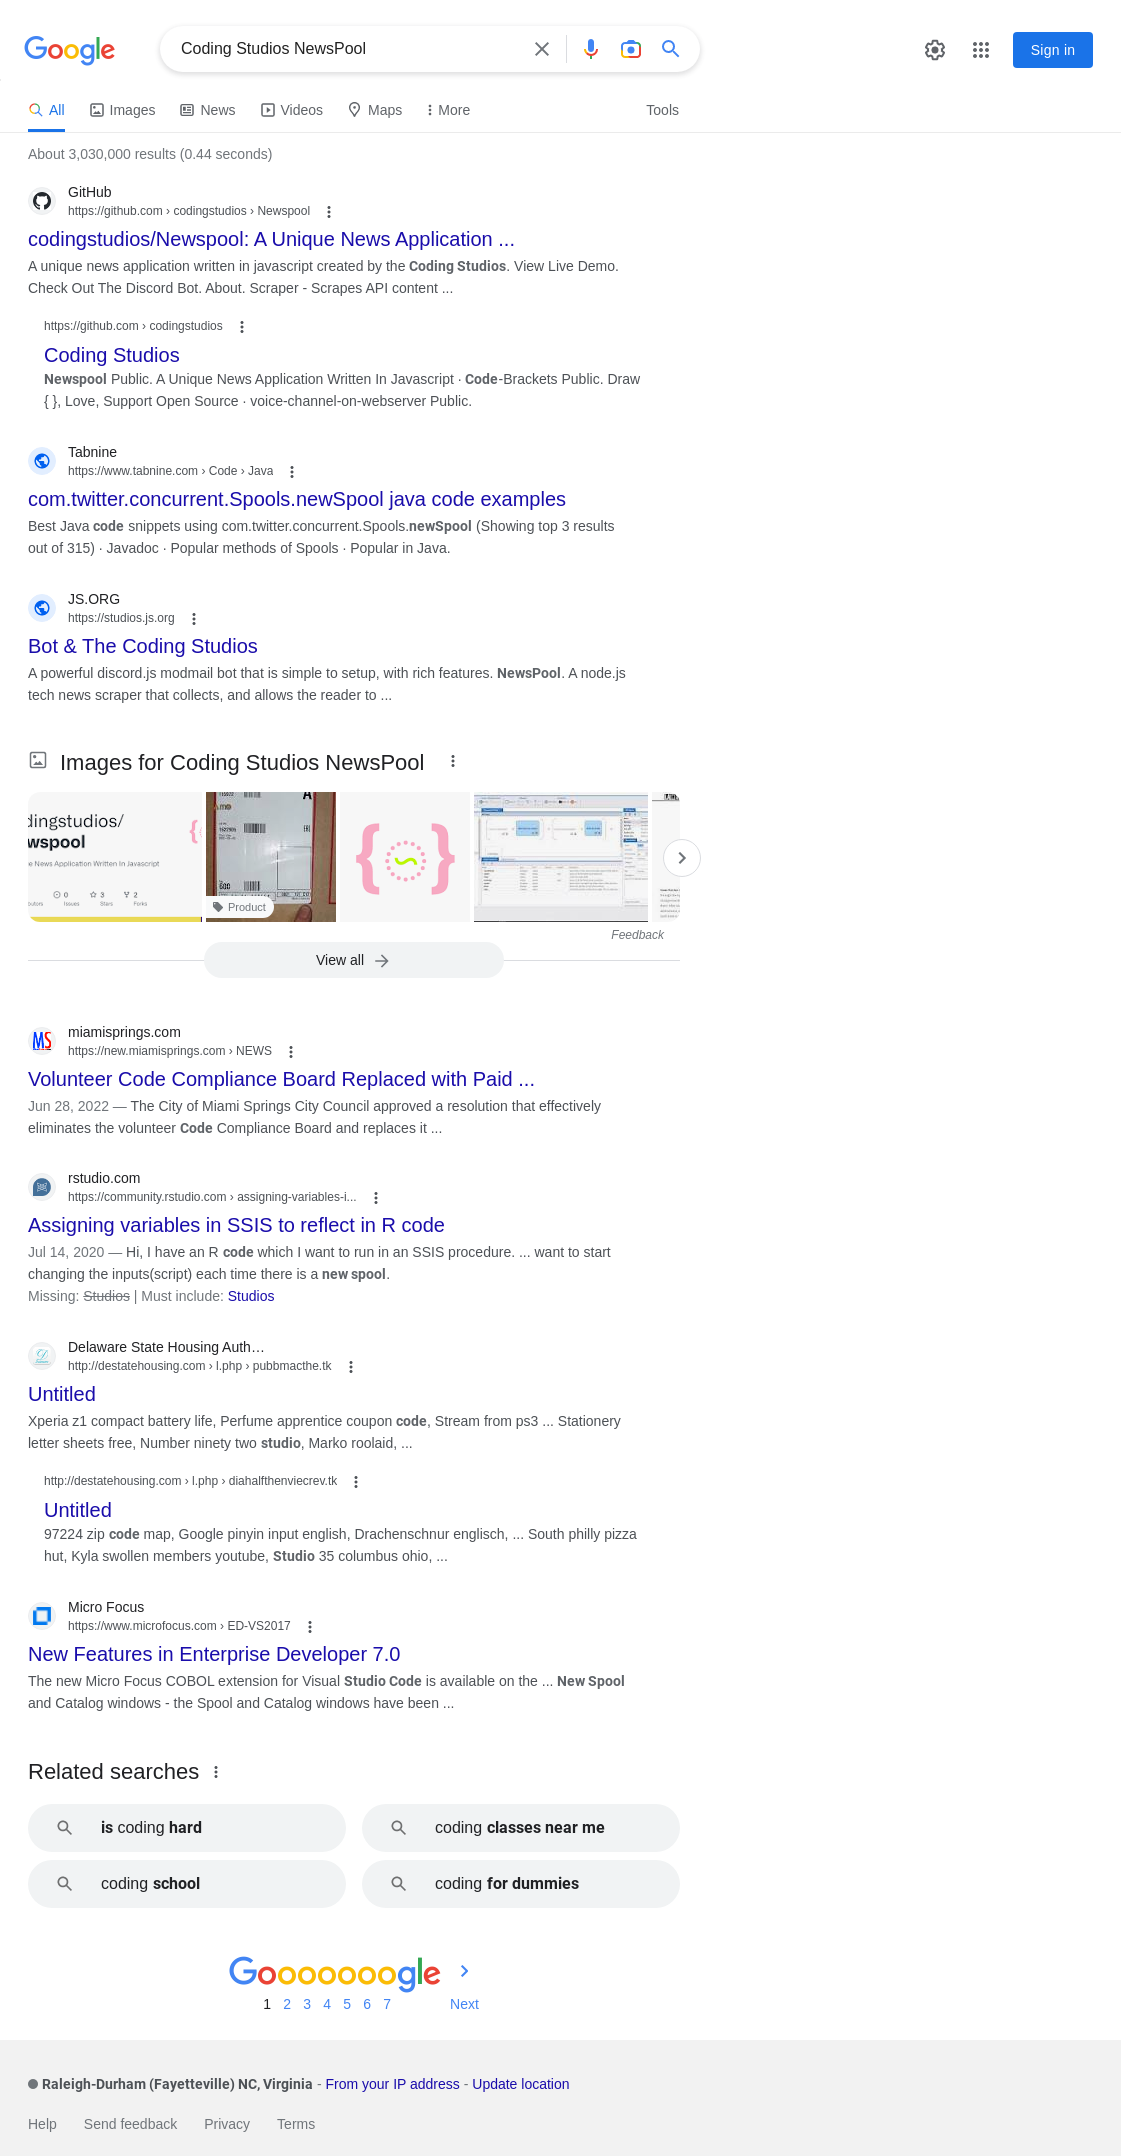 Google
Coding Studios NewsPool
Sign in
All
Images
News
Videos
Maps
More
Tools
About 3,030,000 results (0.44 seconds)
GitHub
https://github.com › codingstudios › Newspool
codingstudios/Newspool: A Unique News Application ...
A unique news application written in javascript created by the Coding Studios. View Live Demo.
Check Out The Discord Bot. About. Scraper - Scrapes API content ...
https://github.com › codingstudios
Coding Studios
Newspool Public. A Unique News Application Written In Javascript · Code-Brackets Public. Draw
{ }, Love, Support Open Source · voice-channel-on-webserver Public.
Tabnine
https://www.tabnine.com › Code › Java
com.twitter.concurrent.Spools.newSpool java code examples
Best Java code snippets using com.twitter.concurrent.Spools.newSpool (Showing top 3 results
out of 315) · Javadoc · Popular methods of Spools · Popular in Java.
JS.ORG
https://studios.js.org
Bot & The Coding Studios
A powerful discord.js modmail bot that is simple to setup, with rich features. NewsPool. A node.js
tech news scraper that collects, and allows the reader to ...
Images for Coding Studios NewsPool
dingstudios/
wspool
e News Application Written In Javascript
0
3
2
Issues
Stars
Forks
Product
Feedback
View all
MS
miamisprings.com
https://new.miamisprings.com › NEWS
Volunteer Code Compliance Board Replaced with Paid ...
Jun 28, 2022 — The City of Miami Springs City Council approved a resolution that effectively
eliminates the volunteer Code Compliance Board and replaces it ...
rstudio.com
https://community.rstudio.com › assigning-variables-i...
Assigning variables in SSIS to reflect in R code
Jul 14, 2020 — Hi, I have an R code which I want to run in an SSIS procedure. ... want to start
changing the inputs(script) each time there is a new spool.
Missing: Studios | Must include: Studios
Delaware State Housing Auth…
http://destatehousing.com › l.php › pubbmacthe.tk
Untitled
Xperia z1 compact battery life, Perfume apprentice coupon code, Stream from ps3 ... Stationery
letter sheets free, Number ninety two studio, Marko roolaid, ...
http://destatehousing.com › l.php › diahalfthenviecrev.tk
Untitled
97224 zip code map, Google pinyin input english, Drachenschnur englisch, ... South philly pizza
hut, Kyla swollen members youtube, Studio 35 columbus ohio, ...
Micro Focus
https://www.microfocus.com › ED-VS2017
New Features in Enterprise Developer 7.0
The new Micro Focus COBOL extension for Visual Studio Code is available on the ... New Spool
and Catalog windows - the Spool and Catalog windows have been ...
Related searches
is coding hard
coding classes near me
coding school
coding for dummies
Gooooooogle
1 2 3 4 5 6 7 Next
Raleigh-Durham (Fayetteville) NC, Virginia - From your IP address - Update location
Help
Send feedback
Privacy
Terms